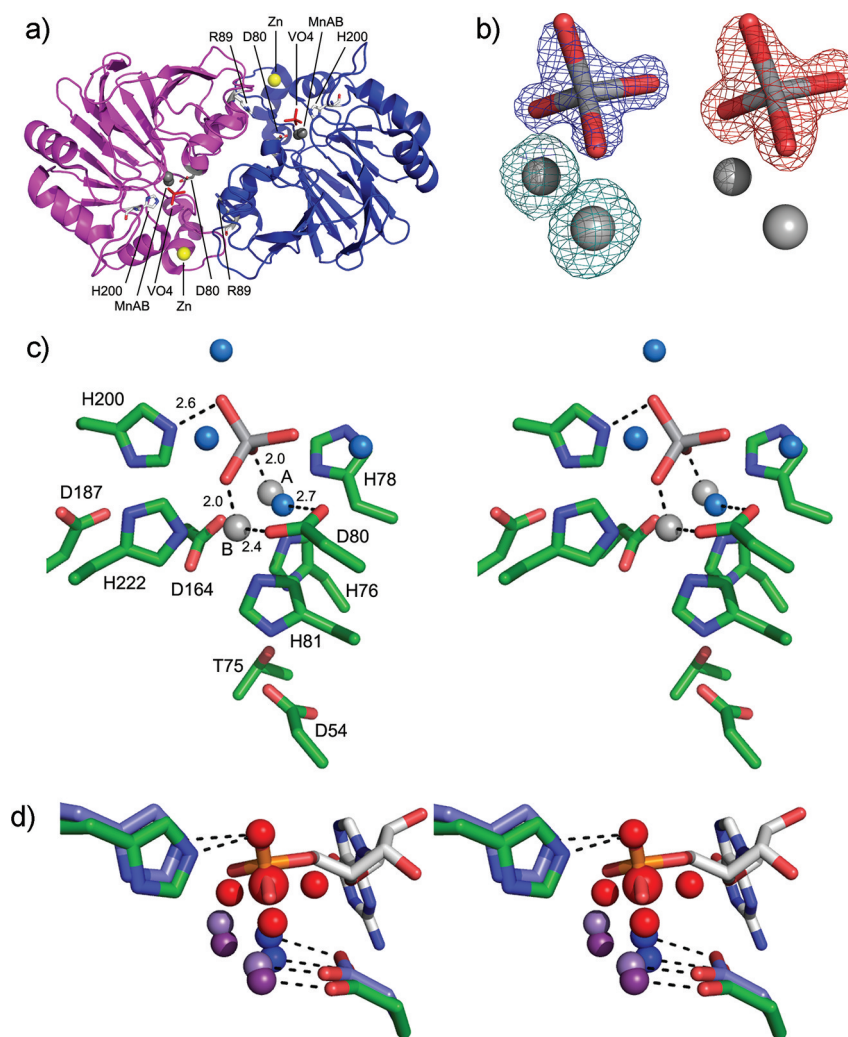 a)
Zn
VO4
MnAB
R89 D80 H200
H200 D80 R89
MnAB VO4
Zn
b)
c)
H200
2.6
2.0
A
H78
D187
2.0
2.7
B
2.4
D80
H222 D164
H76
H81
T75
D54
d)